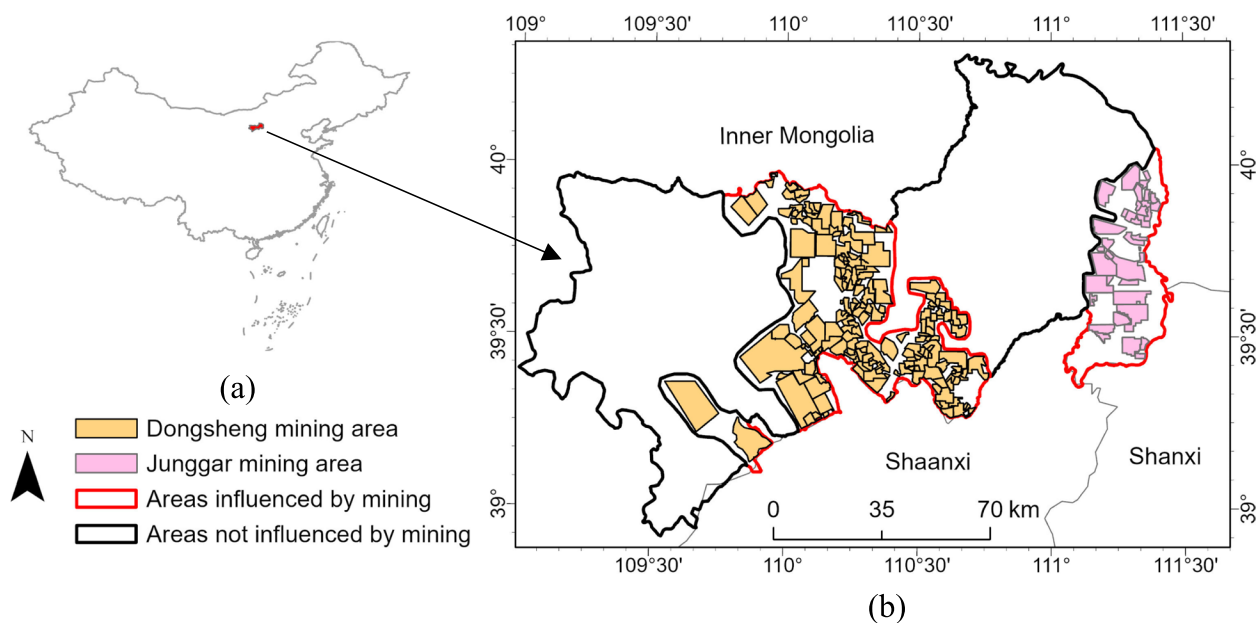 109°
109°30'
110°
110°30'
111°
111°30'
40°
39°30'
39°
Inner Mongolia
Shaanxi
Shanxi
0 35 70 km
40°
39°30'
39°
109°30'
110°
110°30'
111°
111°30'
(a)
N
Dongsheng mining area
Junggar mining area
Areas influenced by mining
Areas not influenced by mining
(b)